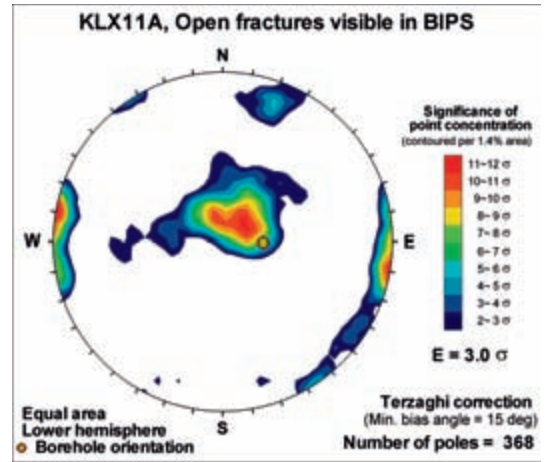 KLX11A, Open fractures visible in BIPS
N
Significance of
point concentration
(contoured per 1.4% area)
11~12 σ
10~11 σ
9~10 σ
8~9 σ
7~8 σ
6~7 σ
5~6 σ
4~5 σ
3~4 σ
2~3 σ
W
E
E = 3.0 σ
S
Equal area
Lower hemisphere
Borehole orientation
Terzaghi correction
(Min. bias angle = 15 deg)
Number of poles = 368